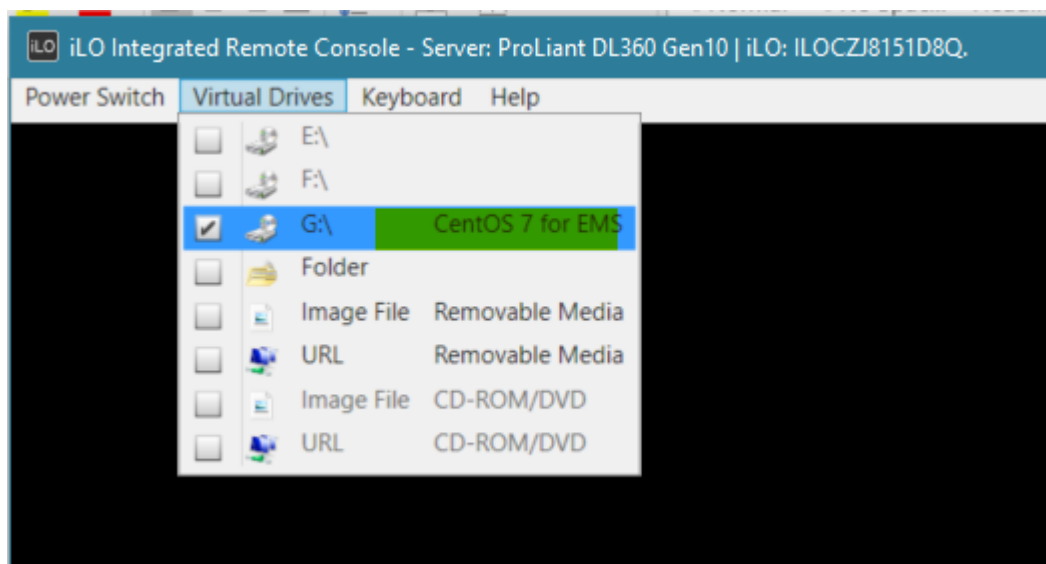 iLO iLO Integrated Remote Console - Server: ProLiant DL360 Gen10 | iLO: ILOCZJ8151D8Q.
Power Switch Virtual Drives Keyboard Help
E:\
F:\
G:\ CentOS 7 for EMS
Folder
Image File Removable Media
URL Removable Media
Image File CD-ROM/DVD
URL CD-ROM/DVD